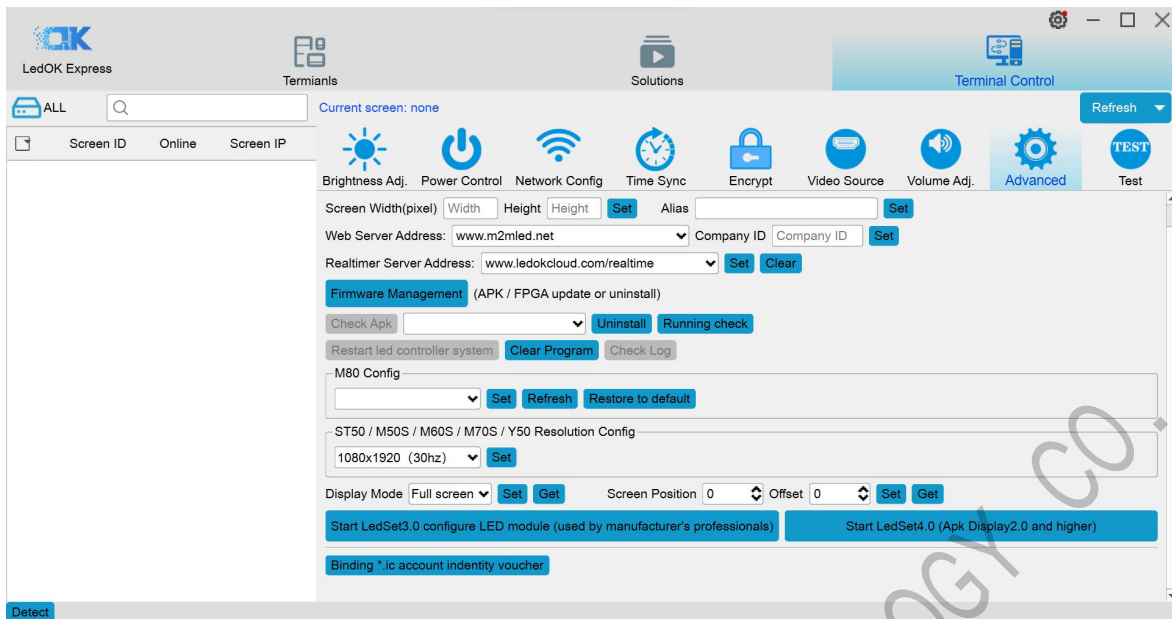 LedOK Express
Termianls
Solutions
Terminal Control
ALL
Current screen: none
Refresh
Screen ID Online Screen IP
Brightness Adj. Power Control Network Config Time Sync Encrypt Video Source Volume Adj. Advanced TEST Test
Screen Width(pixel) Width Height Height Set Alias Set
Web Server Address: www.m2mled.net Company ID Company ID Set
Realtimer Server Address: www.ledokcloud.com/realtime Set Clear
Firmware Management (APK / FPGA update or uninstall)
Check Apk Uninstall Running check
Restart led controller system Clear Program Check Log
M80 Config
Set Refresh Restore to default
ST50 / M50S / M60S / M70S / Y50 Resolution Config
1080x1920 (30hz) Set
Display Mode Full screen Set Get Screen Position 0 Offset 0 Set Get
Start LedSet3.0 configure LED module (used by manufacturer's professionals) Start LedSet4.0 (Apk Display2.0 and higher)
Binding *.ic account indentity voucher
Detect
OGY CO.